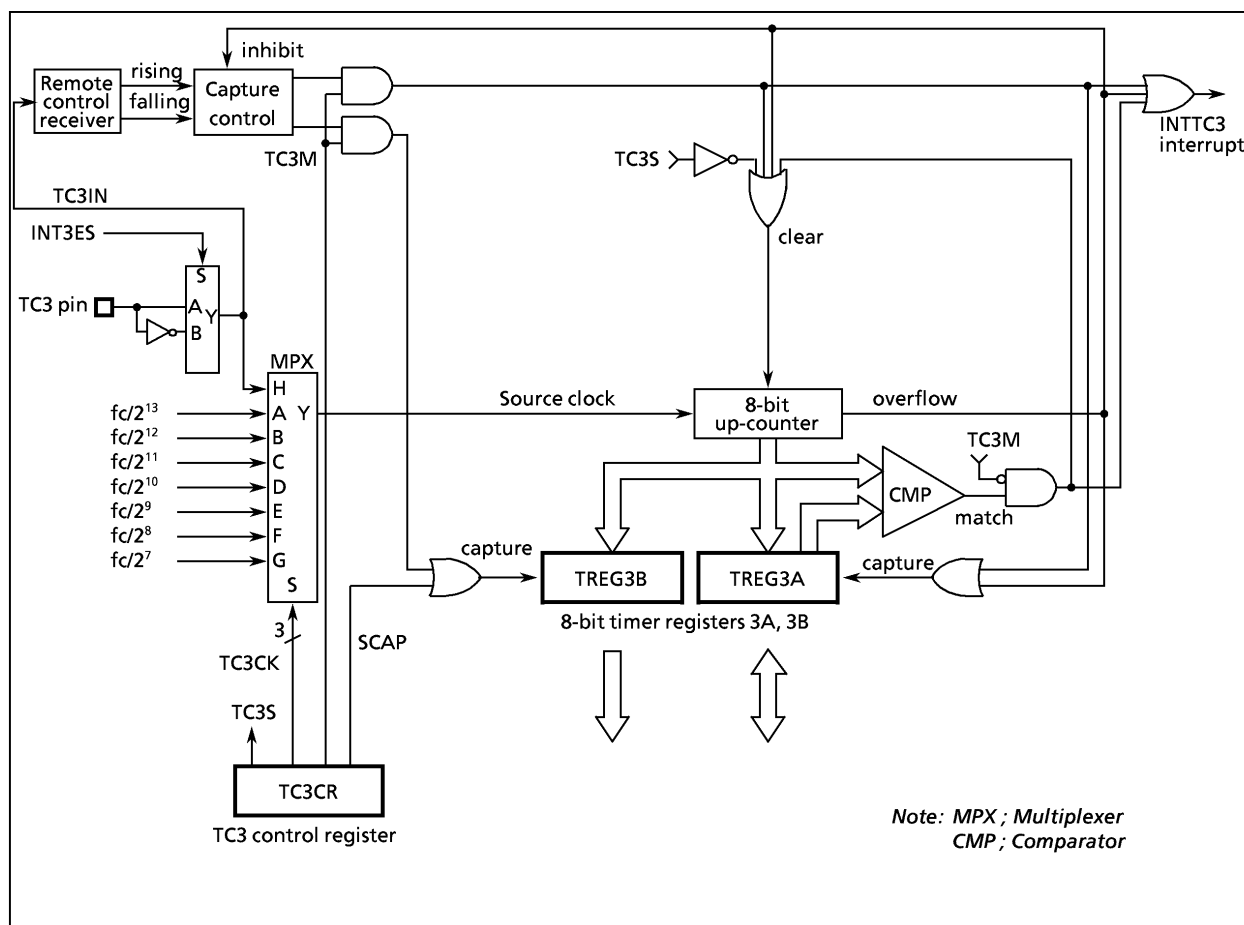 inhibit
Remote
control
receiver
rising
falling
Capture
control
INTTC3
interrupt
TC3M
TC3S
TC3IN
clear
INT3ES
S
TC3 pin
A
Y
B
MPX
H
fc/2¹³
A Y
Source clock
8-bit
up-counter
overflow
fc/2¹²
B
fc/2¹¹
C
fc/2¹⁰
D
fc/2⁹
E
fc/2⁸
F
fc/2⁷
G
S
TC3M
CMP
match
capture
TREG3B
TREG3A
capture
8-bit timer registers 3A, 3B
3
TC3CK
SCAP
TC3S
TC3CR
TC3 control register
Note: MPX ; Multiplexer
CMP ; Comparator